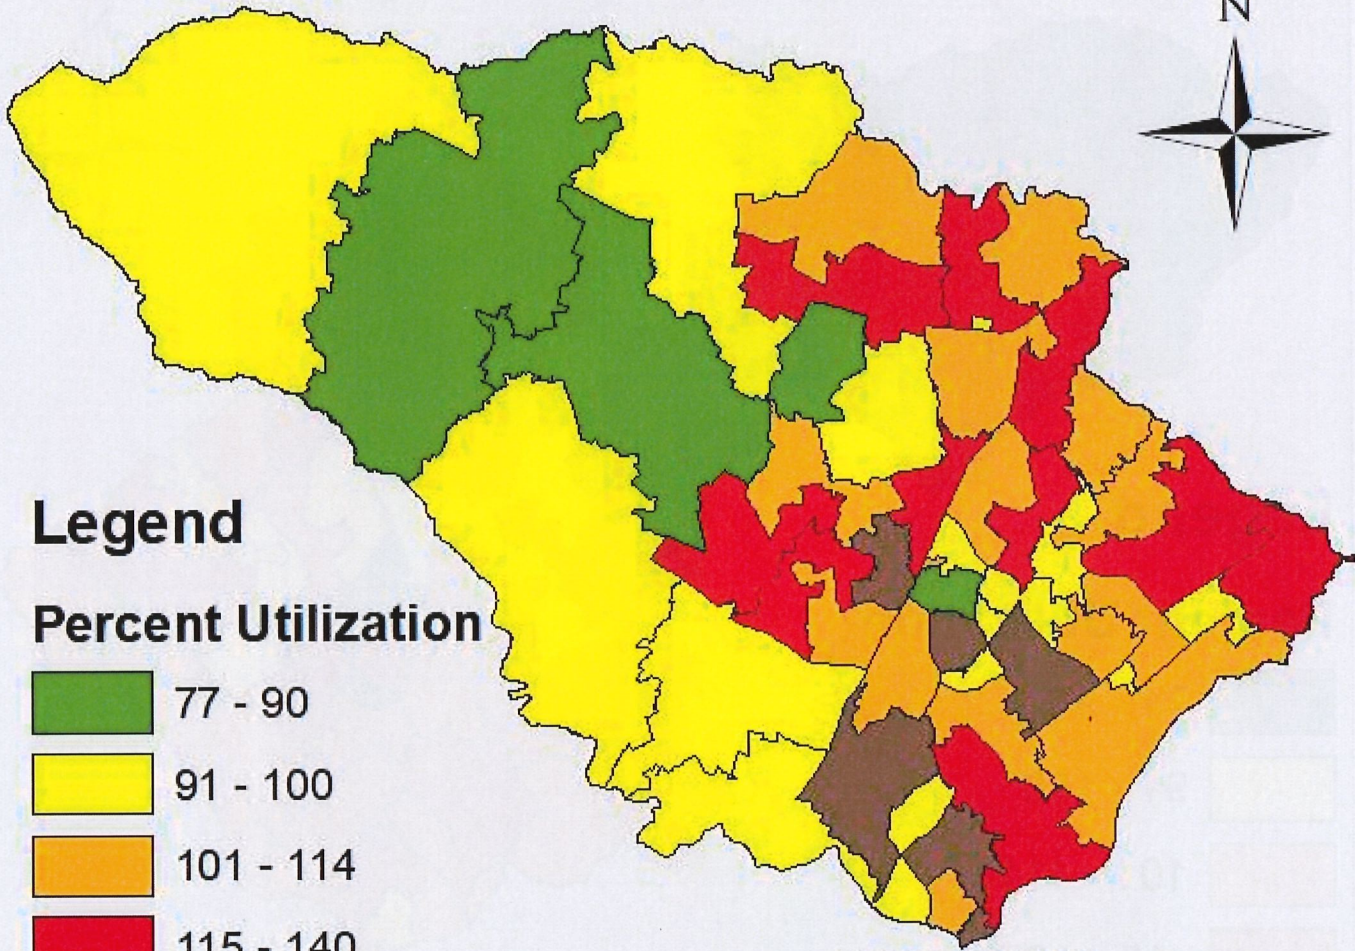 N
Legend
Percent Utilization
77 - 90
91 - 100
101 - 114
115 - 140